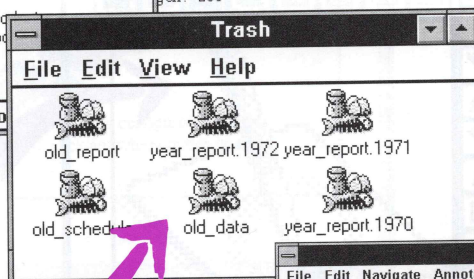 Trash
File Edit View Help
old_report year_report.1972 year_report.1971
old_schedule old_data year_report.1970
File Edit Navigate Annot